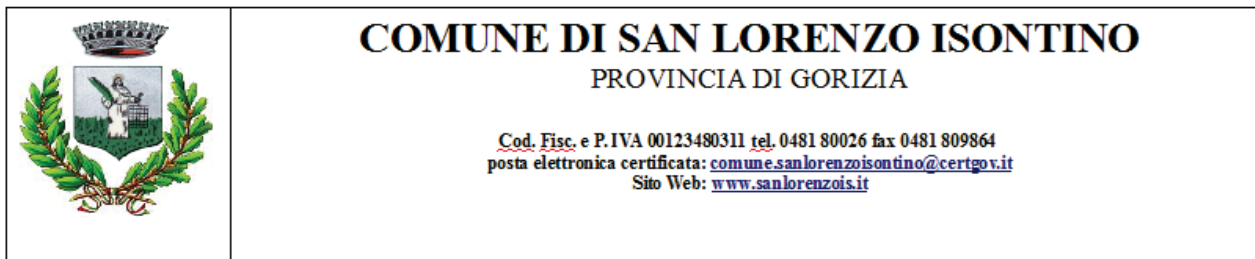 COMUNE DI SAN LORENZO ISONTINO
PROVINCIA DI GORIZIA
Cod. Fisc. e P.IVA 00123480311 tel. 0481 80026 fax 0481 809864
posta elettronica certificata: comune.sanlorenzoisontino@certgov.it
Sito Web: www.sanlorenzois.it